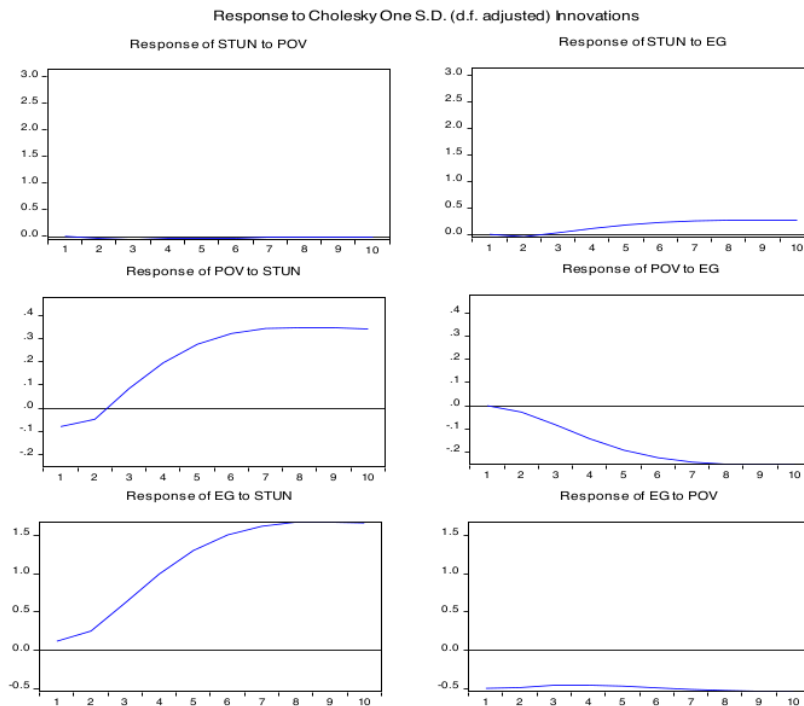 Response to Cholesky One S.D. (d.f. adjusted) Innovations
Response of STUN to POV
3.0
2.5
2.0
1.5
1.0
0.5
0.0
1 2 3 4 5 6 7 8 9 10
Response of STUN to EG
3.0
2.5
2.0
1.5
1.0
0.5
0.0
1 2 3 4 5 6 7 8 9 10
Response of POV to STUN
.4
.3
.2
.1
.0
-.1
-.2
1 2 3 4 5 6 7 8 9 10
Response of POV to EG
.4
.3
.2
.1
.0
-.1
-.2
1 2 3 4 5 6 7 8 9 10
Response of EG to STUN
1.5
1.0
0.5
0.0
-0.5
1 2 3 4 5 6 7 8 9 10
Response of EG to POV
1.5
1.0
0.5
0.0
-0.5
1 2 3 4 5 6 7 8 9 10